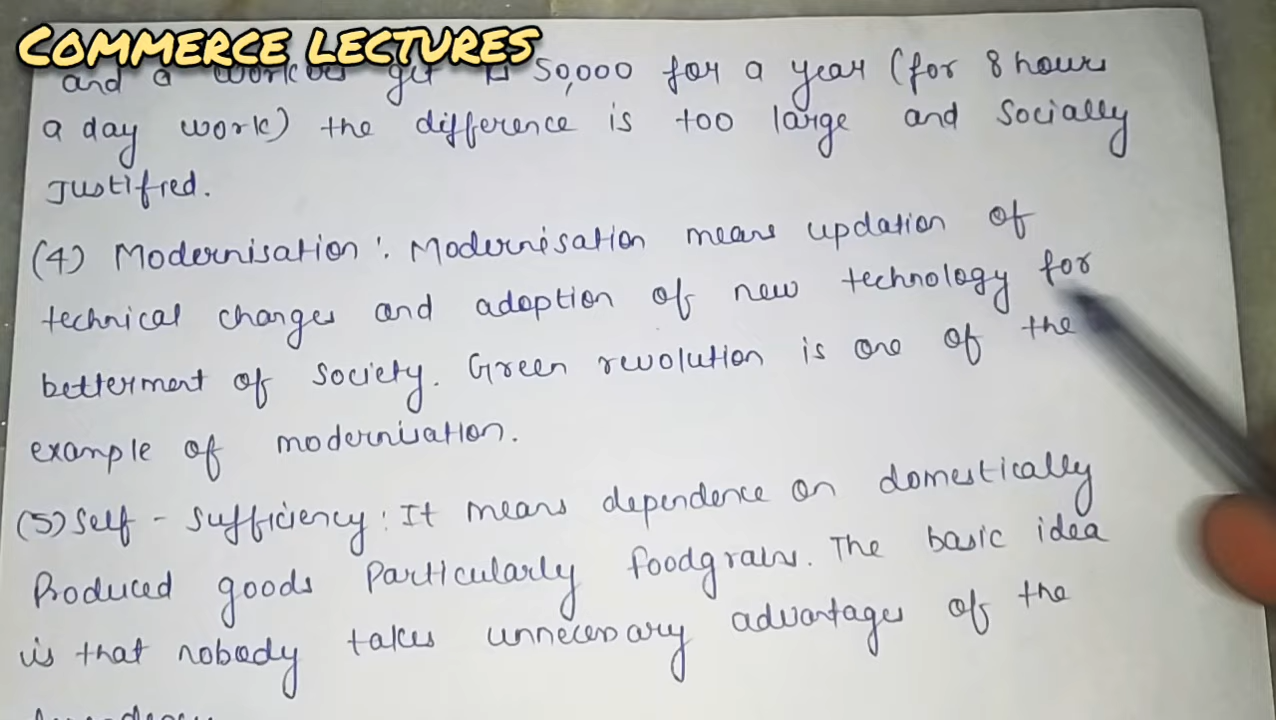 COMMERCE LECTURES
and a worker get ₹ 50,000 for a year (for 8 hours
a day work) the difference is too large and socially
Justified.
(4) Modernisation : Modernisation means updation of
technical changes and adoption of new technology for
betterment of society. Green revolution is one of the
example of modernisation.
(5) Self - sufficiency : It means dependence on domestically
Produced goods Particularly foodgrains. The basic idea
is that nobody takes unnecessary advantages of the